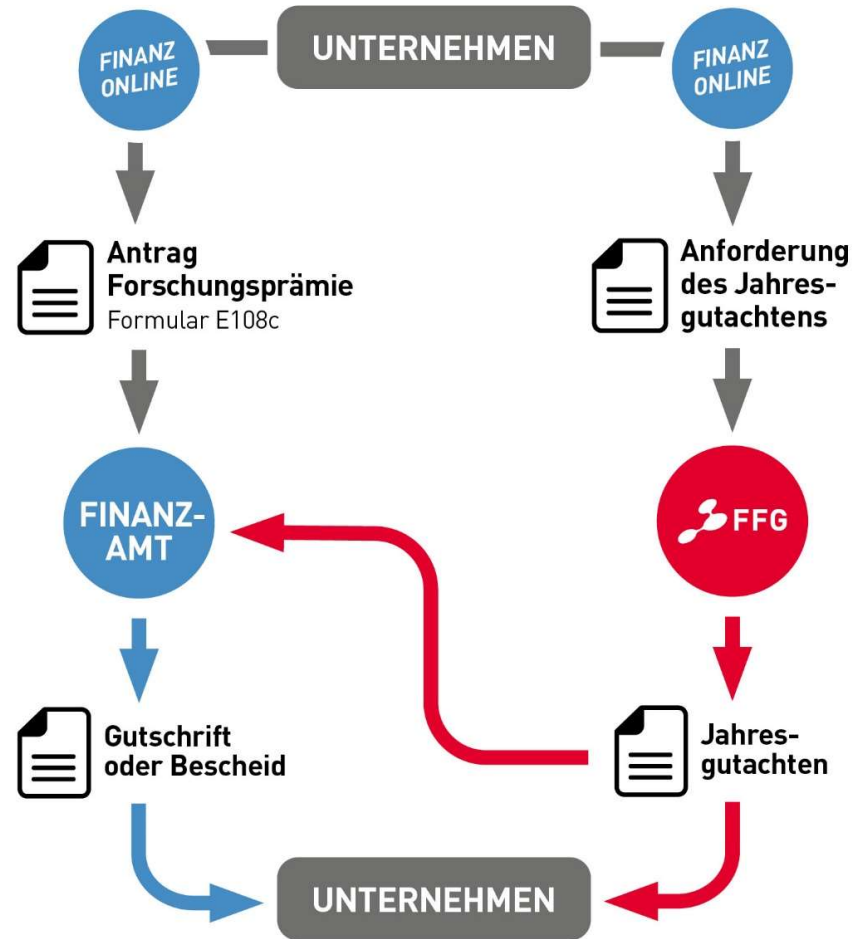 UNTERNEHMEN
FINANZ
ONLINE
FINANZ
ONLINE
Antrag
Forschungsprämie
Formular E108c
Anforderung
des Jahres-
gutachtens
FINANZ-
AMT
FFG
Gutschrift
oder Bescheid
Jahres-
gutachten
UNTERNEHMEN